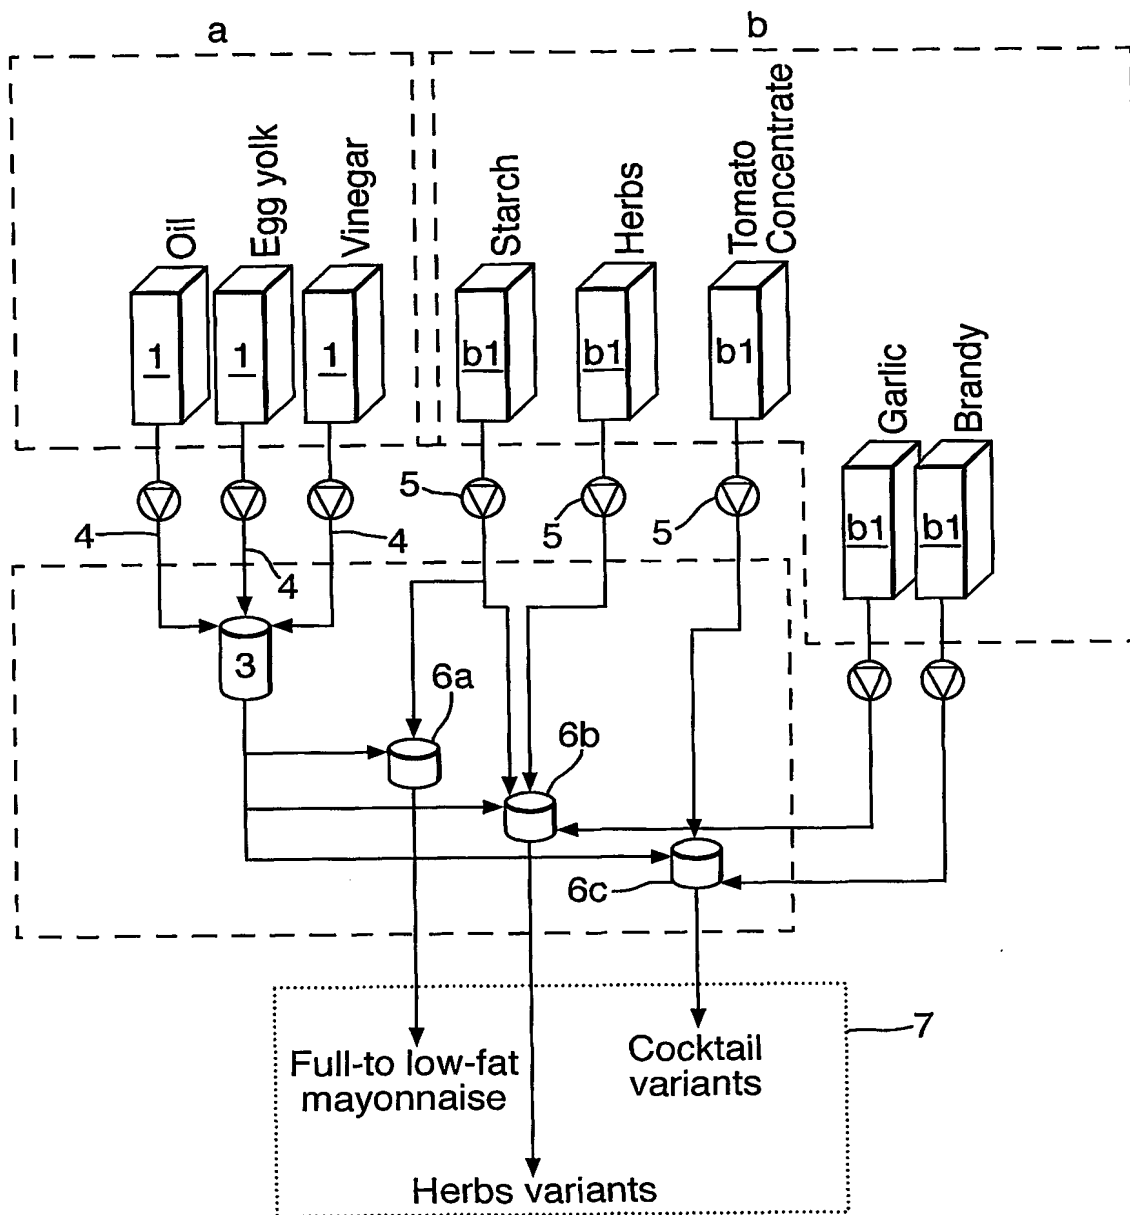 a
b
Oil
Egg yolk
Vinegar
Starch
Herbs
Tomato
Concentrate
1
1
1
b1
b1
b1
Garlic
Brandy
b1
b1
4
4
4
5
5
5
3
6a
6b
6c
7
Full-to low-fat
mayonnaise
Cocktail
variants
Herbs variants